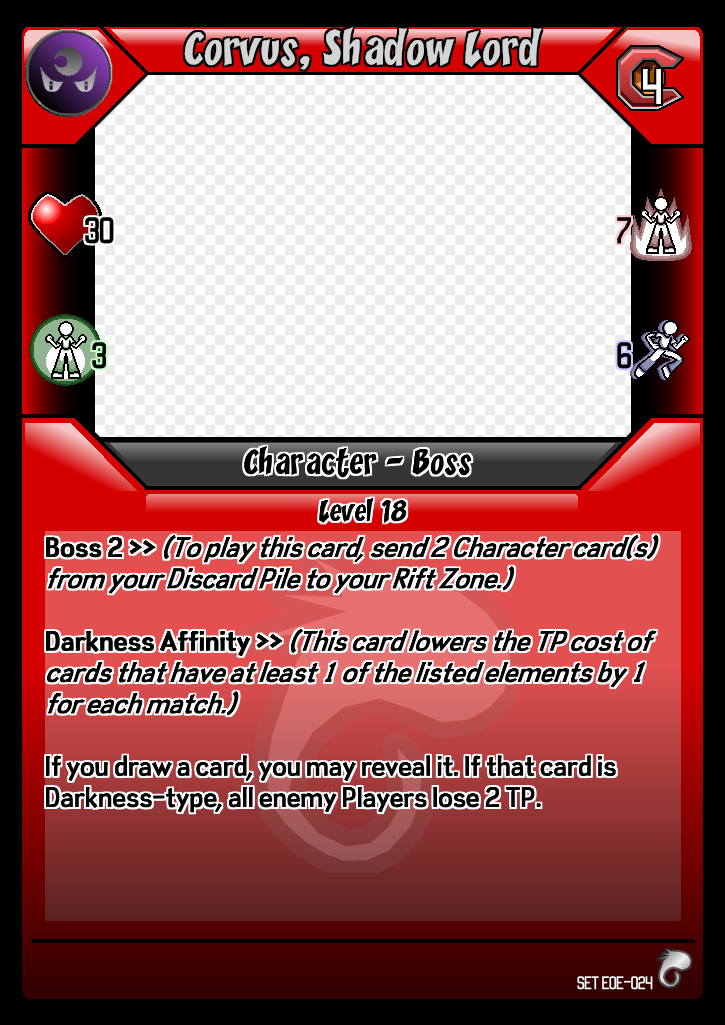 Corvus, Shadow Lord
4
30
7
3
6
Character - Boss
Level 18
Boss 2 >> (To play this card, send 2 Character card(s)
from your Discard Pile to your Rift Zone.)
Darkness Affinity >> (This card lowers the TP cost of
cards that have at least 1 of the listed elements by 1
for each match.)
If you draw a card, you may reveal it. If that card is
Darkness-type, all enemy Players lose 2 TP.
SET EOE-024